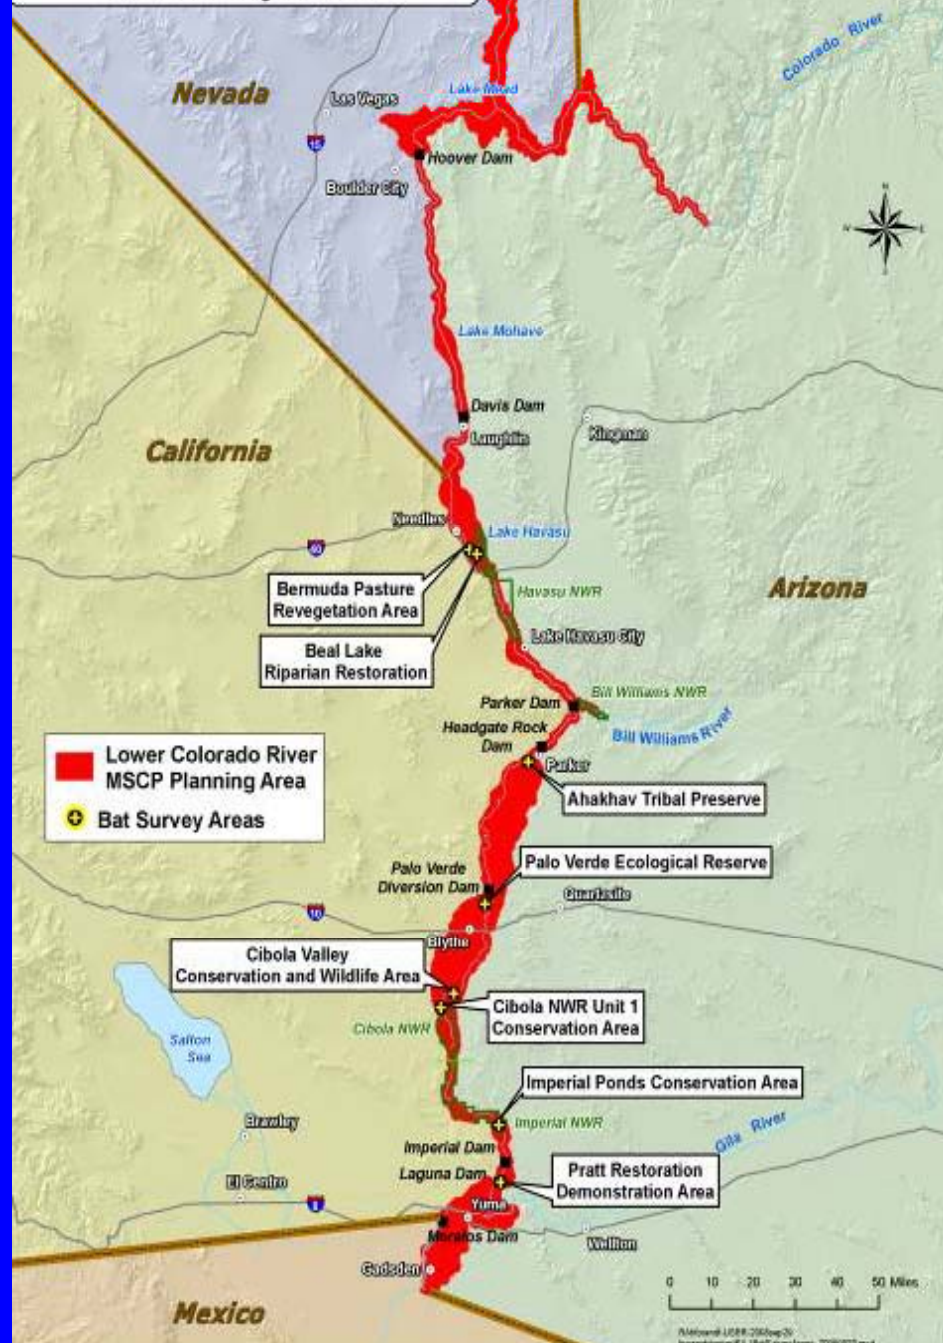 Colorado River
Nevada
Las Vegas
Lake Mead
15
Hoover Dam
Boulder City
N
W
E
S
Lake Mohave
Davis Dam
Laughlin
Kingman
California
Needles
Lake Havasu
40
Bermuda Pasture
Revegetation Area
Havasu NWR
Arizona
Beal Lake
Riparian Restoration
Lake Havasu City
Parker Dam
Bill Williams NWR
Bill Williams River
Headgate Rock
Dam
Parker
Lower Colorado River
MSCP Planning Area
Bat Survey Areas
Ahakhav Tribal Preserve
Palo Verde
Diversion Dam
Palo Verde Ecological Reserve
Quartzsite
10
Blythe
Cibola Valley
Conservation and Wildlife Area
Cibola NWR Unit 1
Conservation Area
Cibola NWR
Salton
Sea
Imperial Ponds Conservation Area
Imperial NWR
Brawley
Gila River
Imperial Dam
Laguna Dam
Pratt Restoration
Demonstration Area
El Centro
8
Yuma
Morelos Dam
Wellton
Gadsden
0 10 20 30 40 50 Miles
Mexico